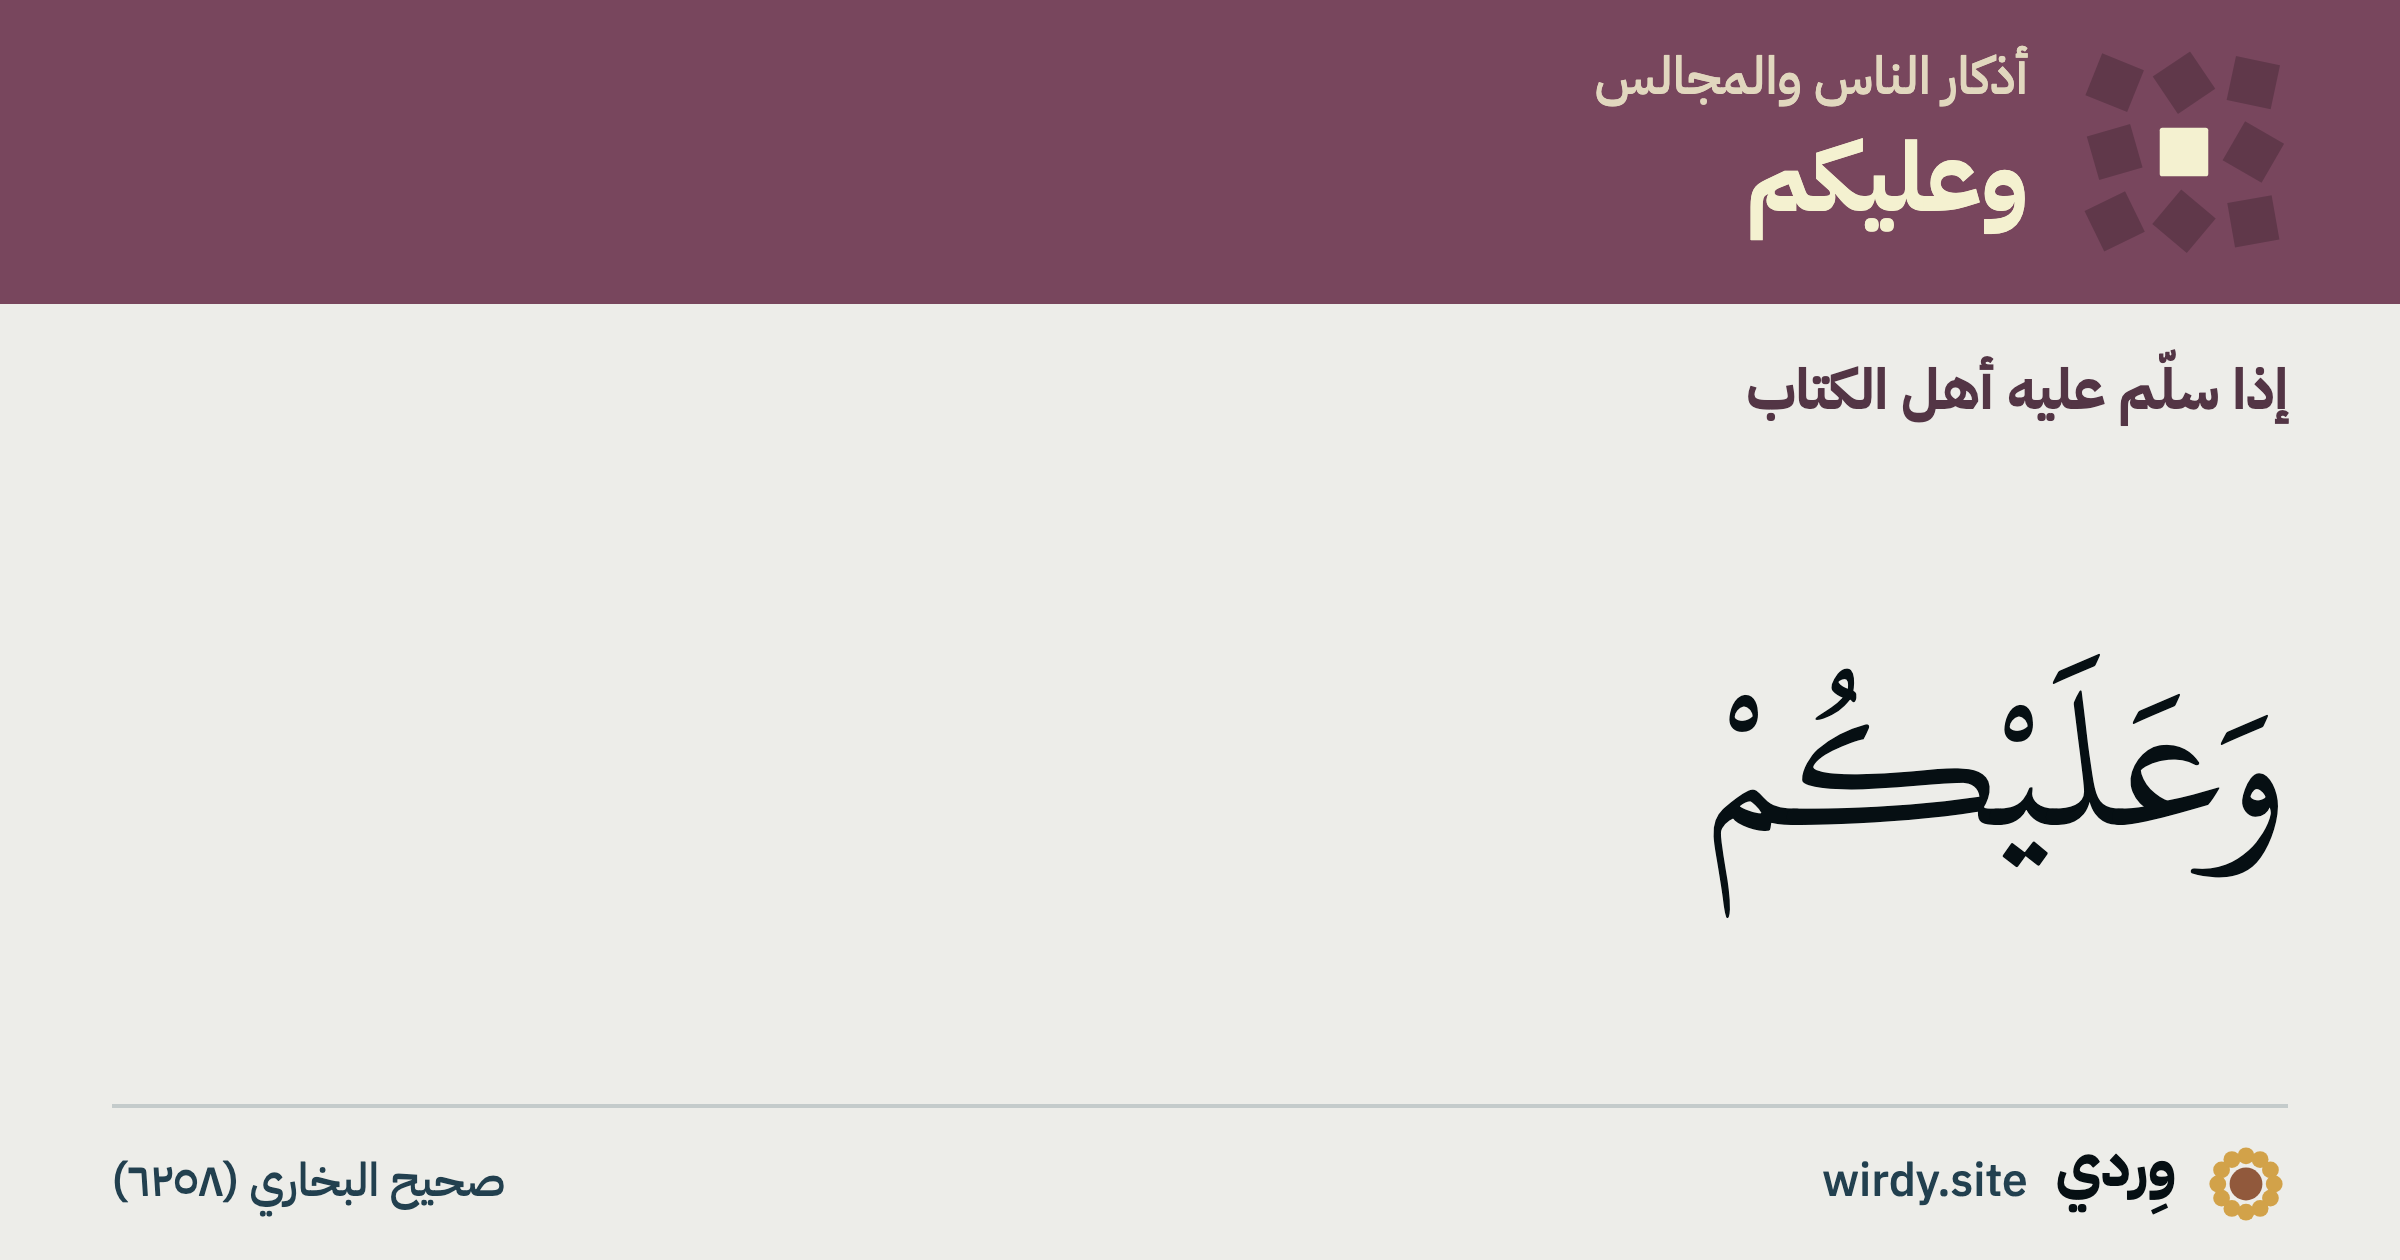 أذكار الناس والمجالس
وعليكم
إذا سلّم عليه أهل الكتاب
وَعَلَيْكُمْ
وِردي wirdy.site
صحيح البخاري (٦٢٥٨)